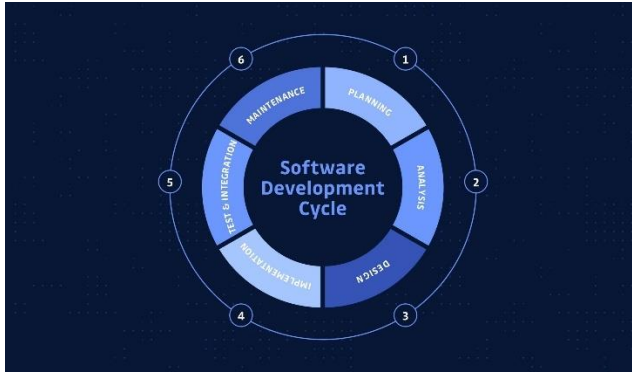 6
1
MAINTENANCE
PLANNING
5
TEST & INTEGRATION
Software
Development
Cycle
ANALYSIS
2
IMPLEMENTATION
DESIGN
4
3